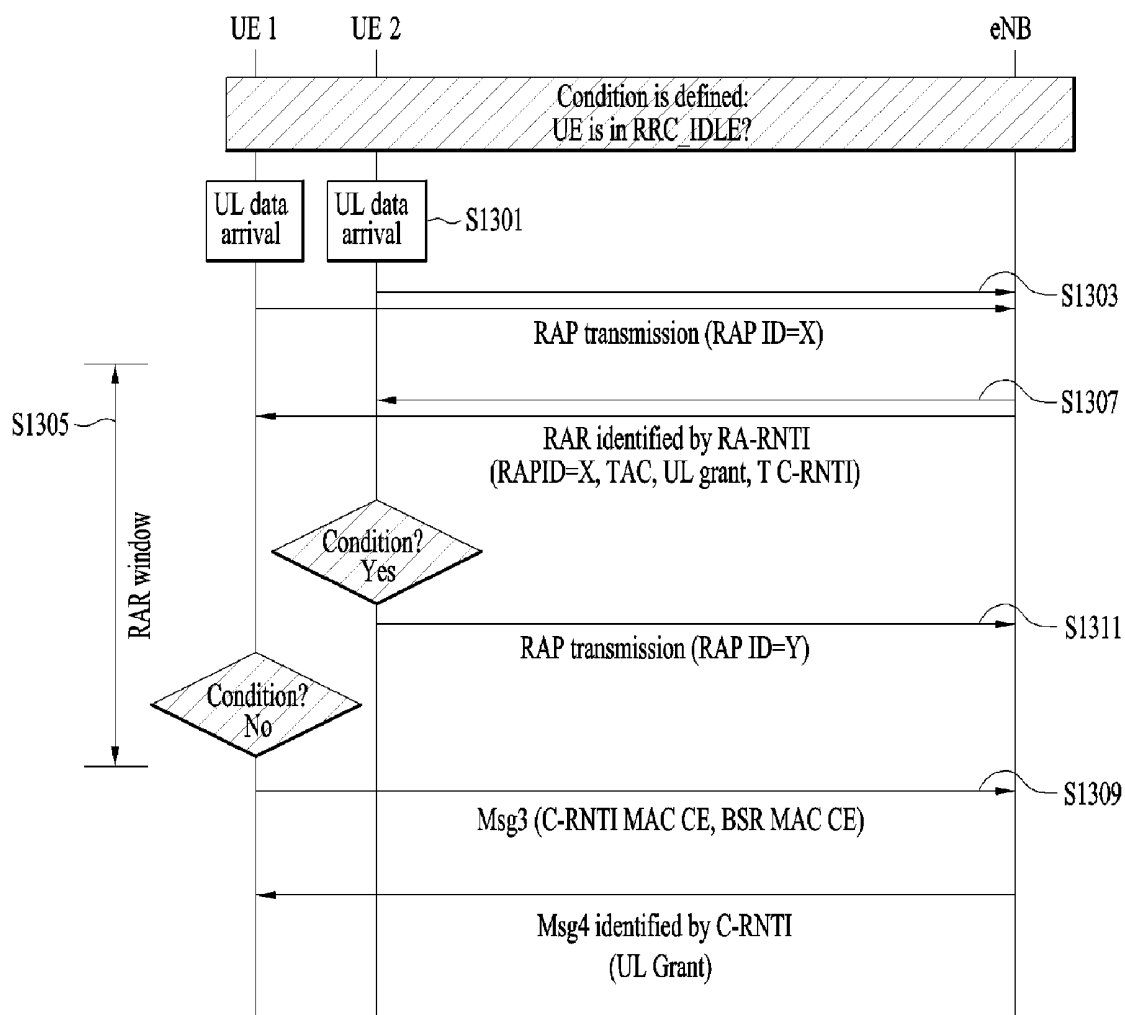 UE 1
UE 2
eNB
Condition is defined:
UE is in RRC_IDLE?
UL data
arrival
UL data
arrival
S1301
S1303
RAP transmission (RAP ID=X)
S1305
S1307
RAR identified by RA-RNTI
(RAPID=X, TAC, UL grant, T C-RNTI)
RAR window
Condition?
Yes
S1311
RAP transmission (RAP ID=Y)
Condition?
No
S1309
Msg3 (C-RNTI MAC CE, BSR MAC CE)
Msg4 identified by C-RNTI
(UL Grant)